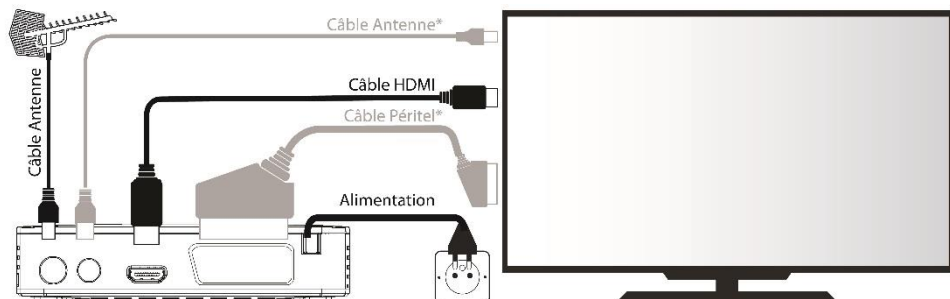 Câble Antenne*
Câble HDMI
Câble Antenne
Câble Péritel*
Alimentation